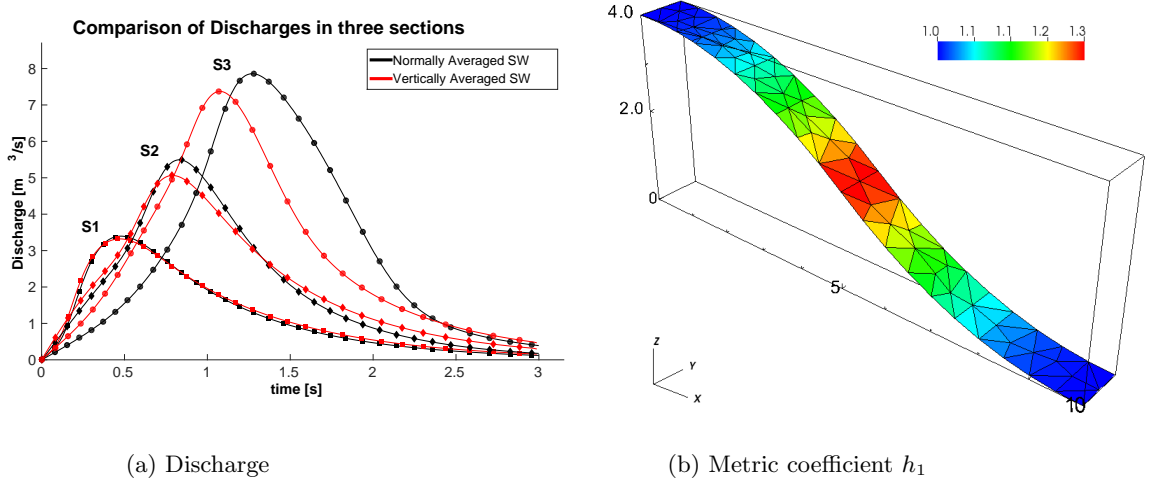 Comparison of Discharges in three sections
Normally Averaged SW
Vertically Averaged SW
S3
S2
S1
Discharge [m³/s]
8
7
6
5
4
3
2
1
0
0 0.5 1 1.5 2 2.5 3
time [s]
(a) Discharge
1.0 1.1 1.1 1.2 1.2 1.3
4.0
2.0
0
5
10
Z
Y
X
(b) Metric coefficient h₁